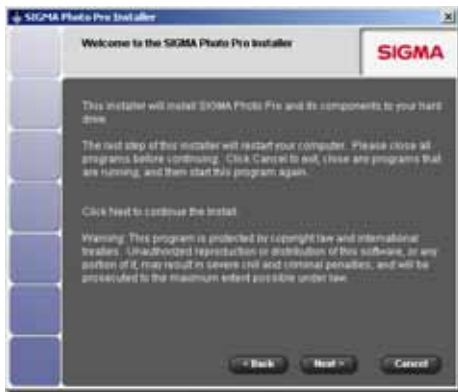 SIGMA Photo Pro Installer
Welcome to the SIGMA Photo Pro Installer
SIGMA
This installer will install SIGMA Photo Pro and its components to your hard
drive.
The last step of this installer will restart your computer. Please close all
programs before continuing. Click Cancel to exit, close any programs that
are running, and then start this program again.
Click Next to continue the install.
Warning: This program is protected by copyright law and international
treaties. Unauthorized reproduction or distribution of this software, or any
portion of it, may result in severe civil and criminal penalties, and will be
prosecuted to the maximum extent possible under law.
< Back
Next >
Cancel